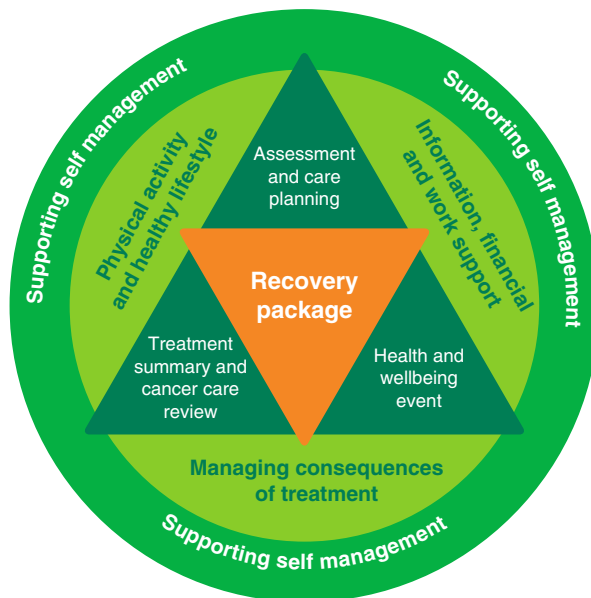 Supporting self management
Supporting self management
Physical activity
and healthy lifestyle
Information, financial
and work support
Assessment
and care
planning
Recovery
package
Treatment
summary and
cancer care
review
Health and
wellbeing
event
Managing consequences
of treatment
Supporting self management